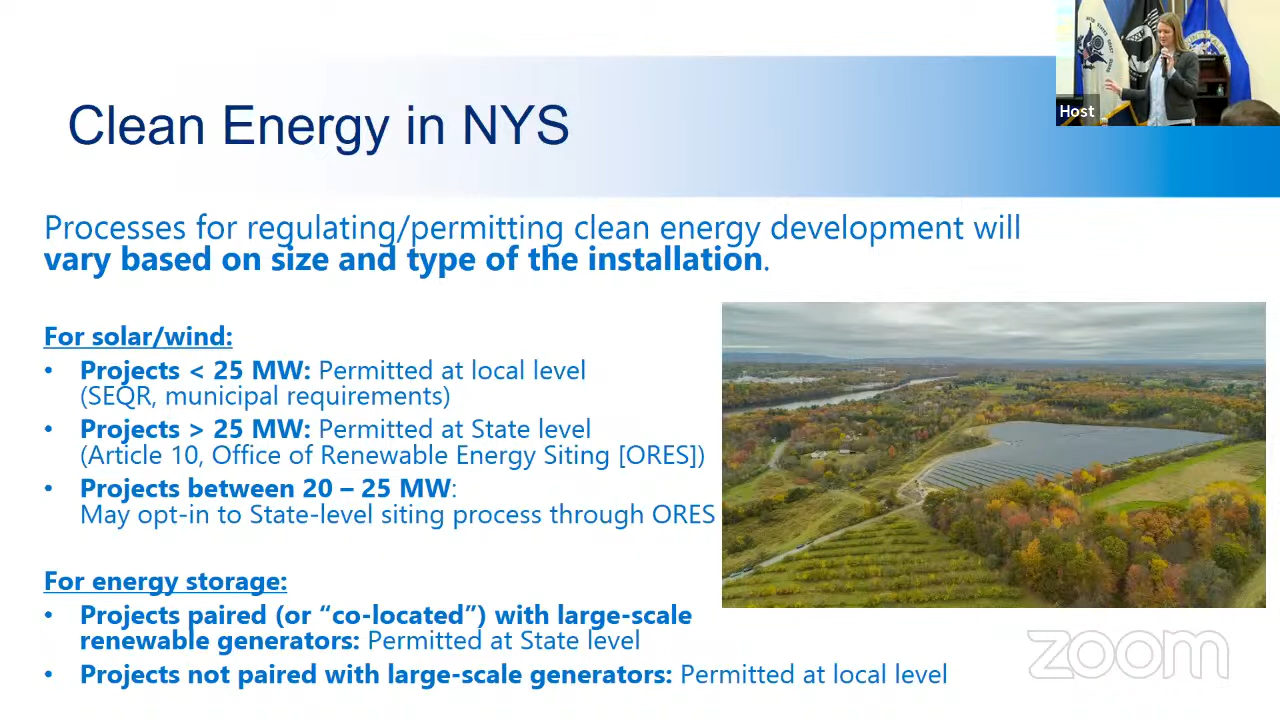 Host
Clean Energy in NYS
Processes for regulating/permitting clean energy development will
vary based on size and type of the installation.
For solar/wind:
• Projects < 25 MW: Permitted at local level
(SEQR, municipal requirements)
• Projects > 25 MW: Permitted at State level
(Article 10, Office of Renewable Energy Siting [ORES])
• Projects between 20 – 25 MW:
May opt-in to State-level siting process through ORES
For energy storage:
• Projects paired (or “co-located”) with large-scale
renewable generators: Permitted at State level
• Projects not paired with large-scale generators: Permitted at local level
zoom